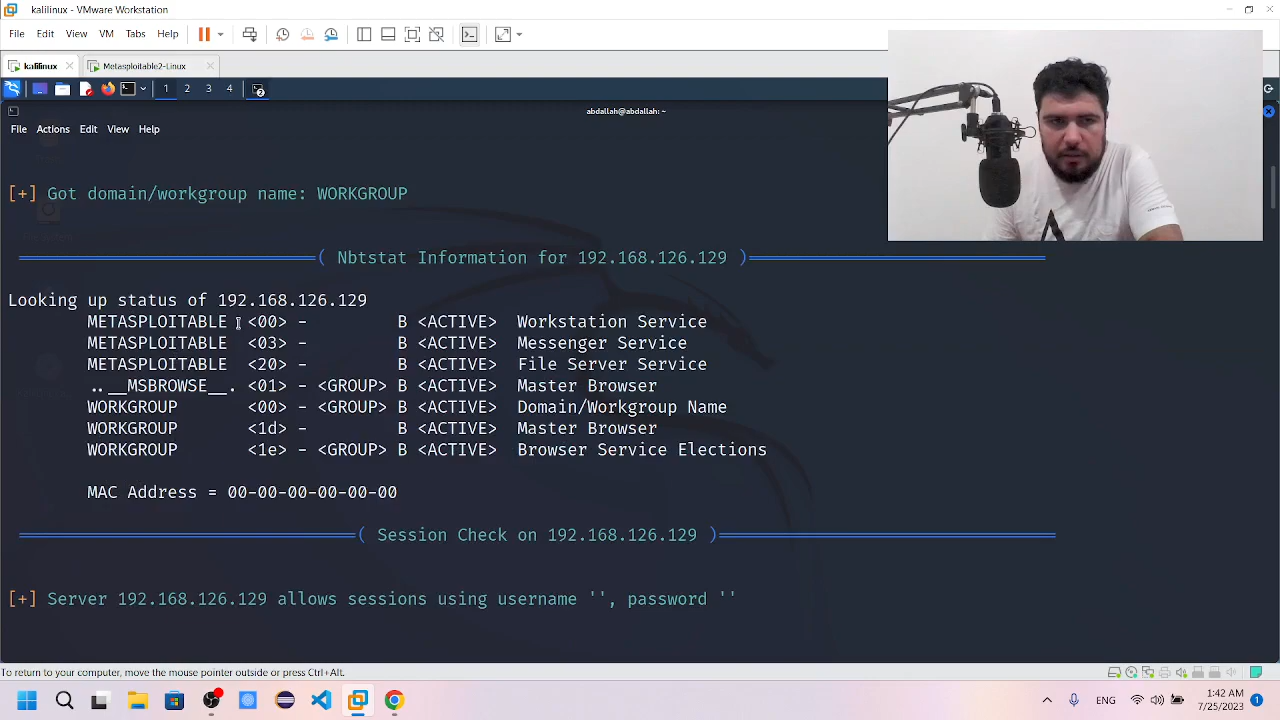 kalilinux - VMware Workstation
File Edit View VM Tabs Help
kalilinux Metasploitable2-Linux
1 2 3 4
abdallah@abdallah: ~
File Actions Edit View Help
[+] Got domain/workgroup name: WORKGROUP
( Nbtstat Information for 192.168.126.129 )
Looking up status of 192.168.126.129
METASPLOITABLE <00> - B <ACTIVE> Workstation Service
METASPLOITABLE <03> - B <ACTIVE> Messenger Service
METASPLOITABLE <20> - B <ACTIVE> File Server Service
..__MSBROWSE__. <01> - <GROUP> B <ACTIVE> Master Browser
WORKGROUP <00> - <GROUP> B <ACTIVE> Domain/Workgroup Name
WORKGROUP <1d> - B <ACTIVE> Master Browser
WORKGROUP <1e> - <GROUP> B <ACTIVE> Browser Service Elections
MAC Address = 00-00-00-00-00-00
( Session Check on 192.168.126.129 )
[+] Server 192.168.126.129 allows sessions using username '', password ''
To return to your computer, move the mouse pointer outside or press Ctrl+Alt.
ENG
1:42 AM
7/25/2023
1